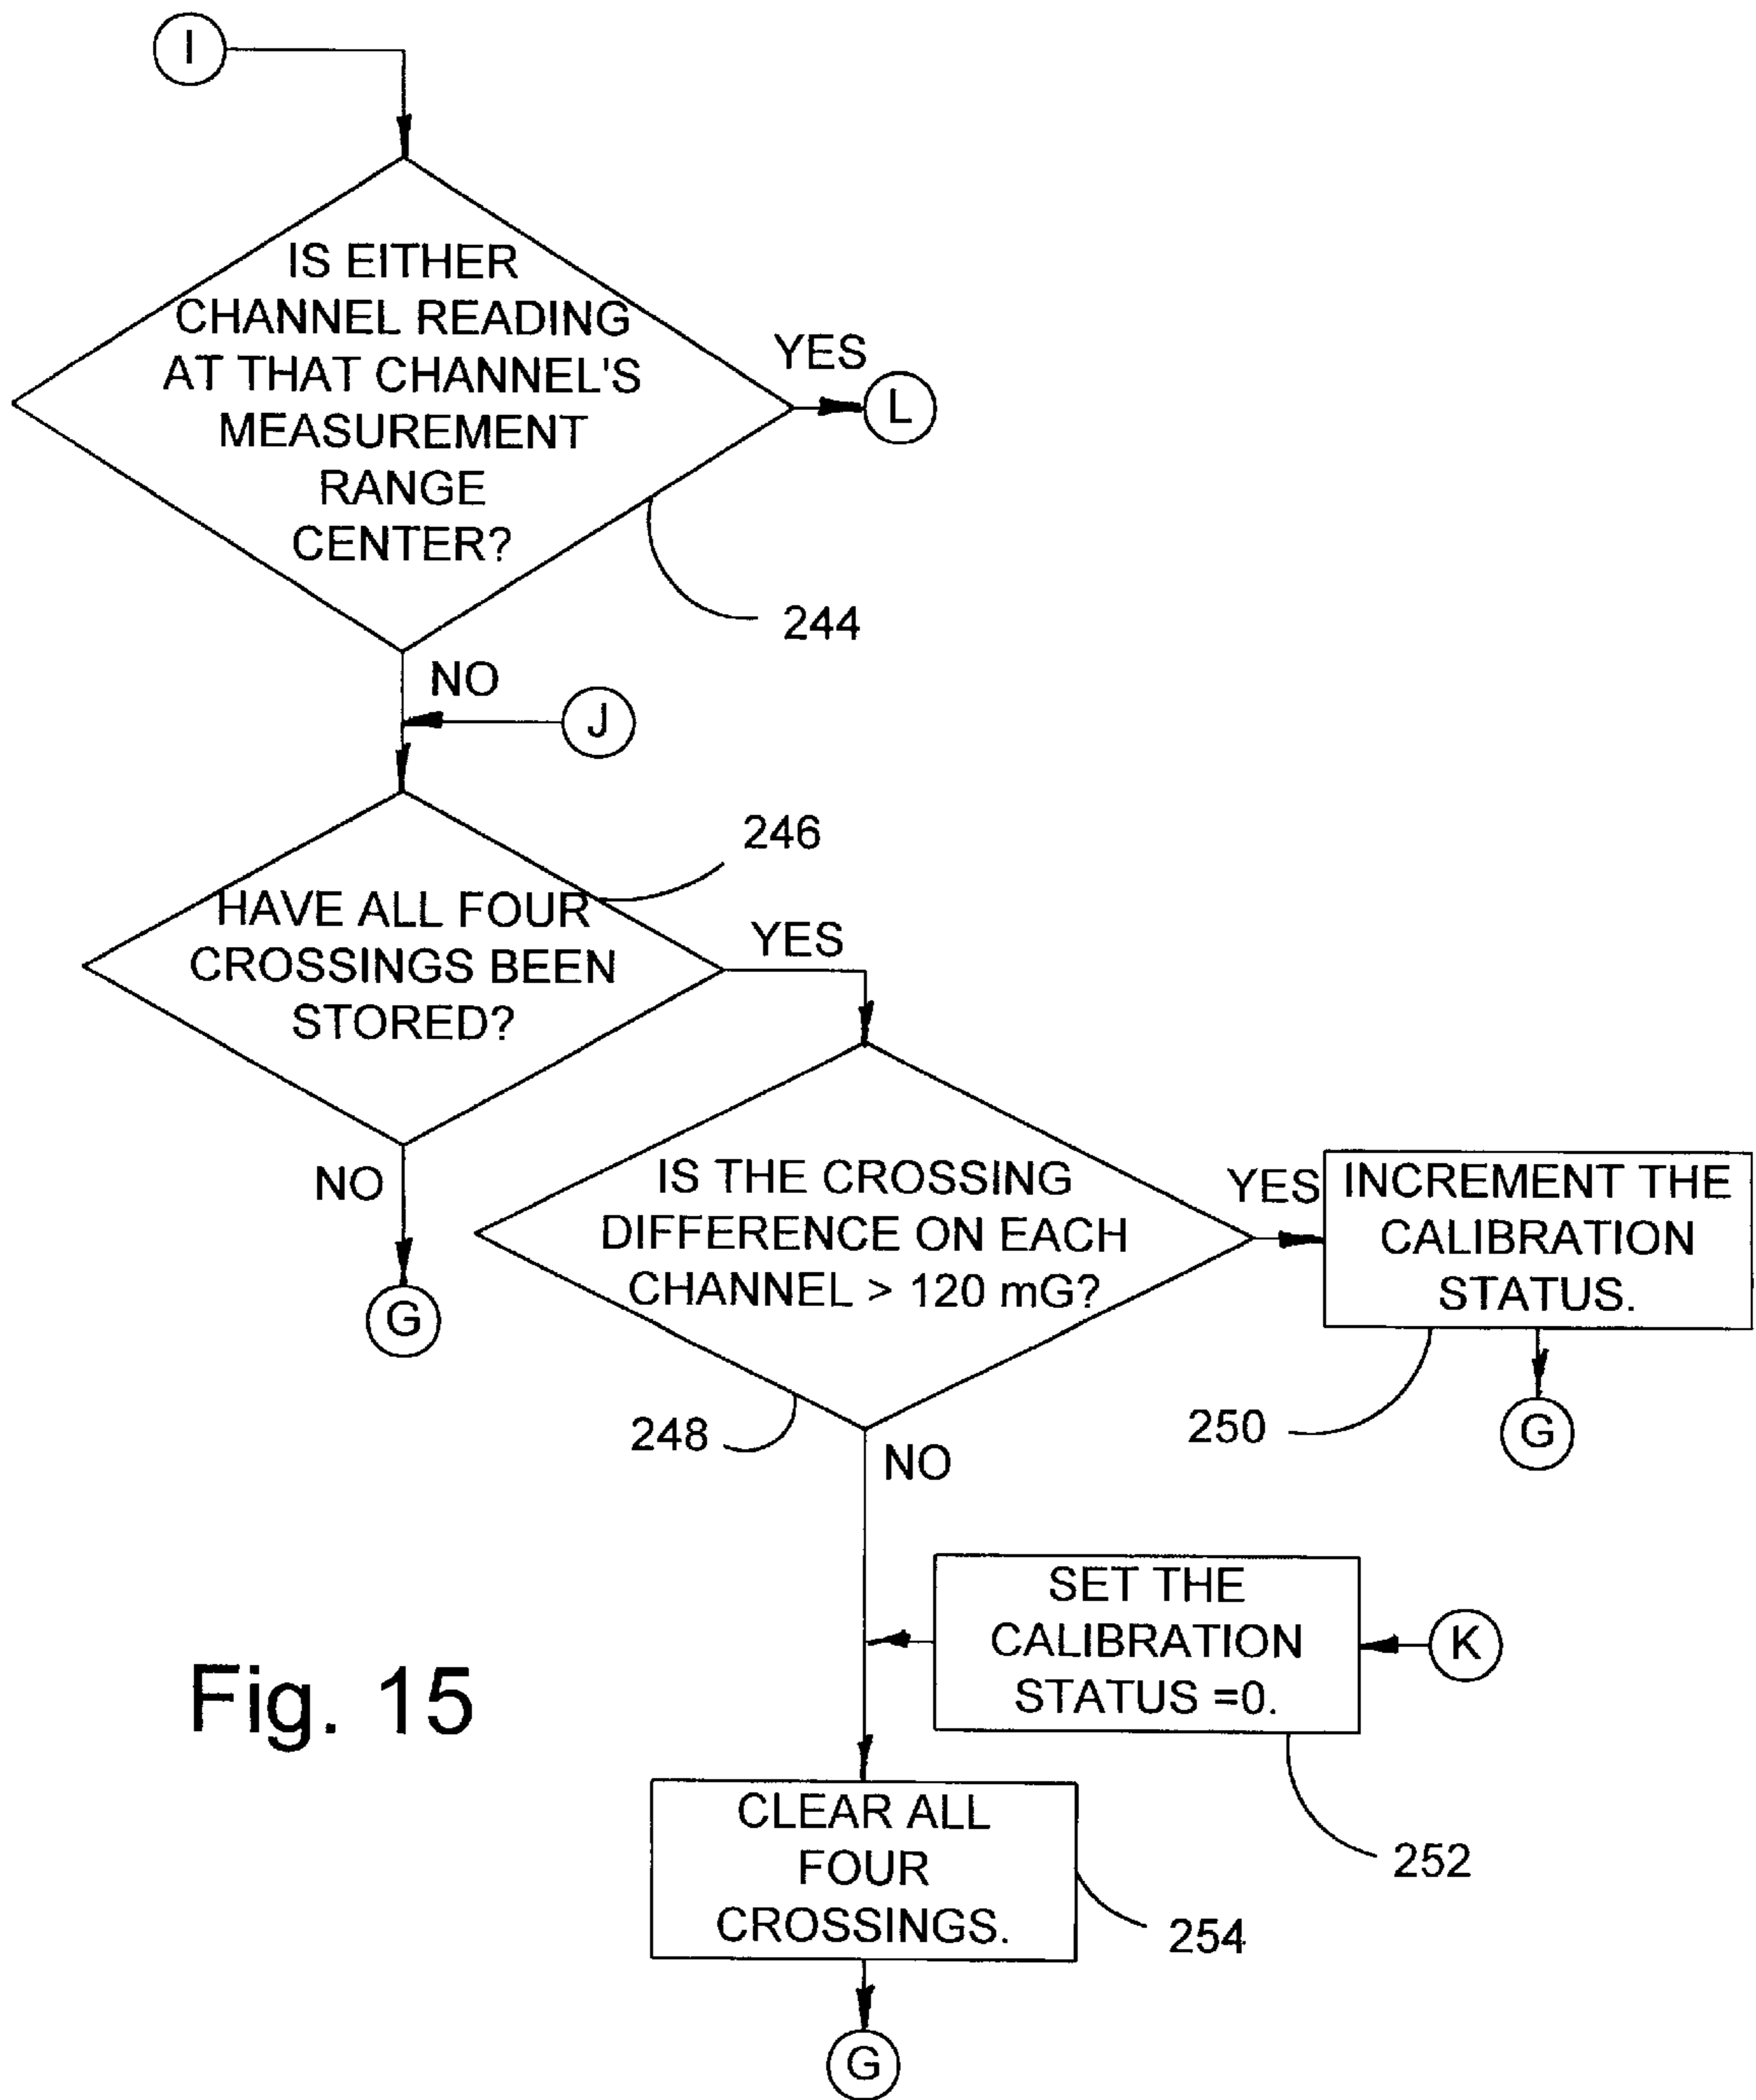 I
IS EITHER
CHANNEL READING
AT THAT CHANNEL'S
MEASUREMENT
RANGE
CENTER?
YES
L
244
NO
J
246
HAVE ALL FOUR
CROSSINGS BEEN
STORED?
YES
NO
G
IS THE CROSSING
DIFFERENCE ON EACH
CHANNEL > 120 mG?
YES
INCREMENT THE
CALIBRATION
STATUS.
248
250
G
NO
SET THE
CALIBRATION
STATUS =0.
K
252
Fig. 15
CLEAR ALL
FOUR
CROSSINGS.
254
G